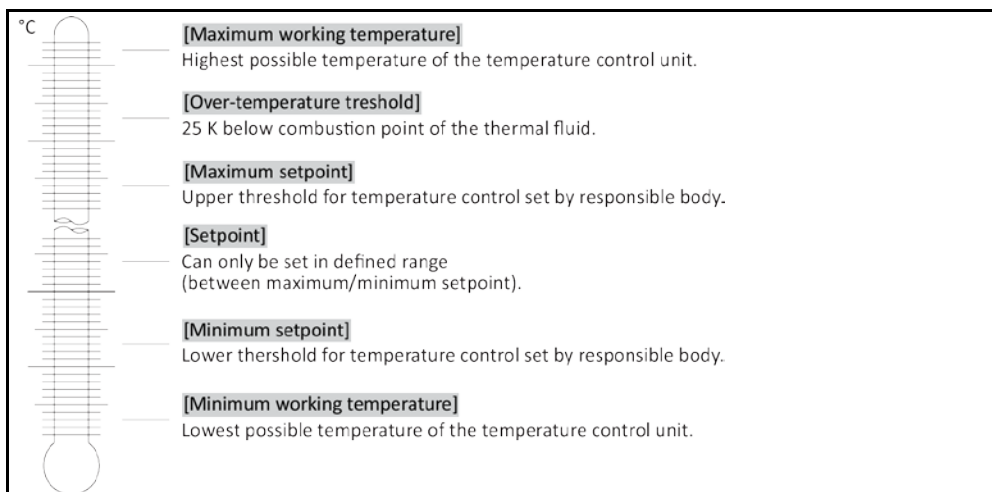 °C
[Maximum working temperature]
Highest possible temperature of the temperature control unit.
[Over-temperature treshold]
25 K below combustion point of the thermal fluid.
[Maximum setpoint]
Upper threshold for temperature control set by responsible body.
[Setpoint]
Can only be set in defined range
(between maximum/minimum setpoint).
[Minimum setpoint]
Lower thershold for temperature control set by responsible body.
[Minimum working temperature]
Lowest possible temperature of the temperature control unit.